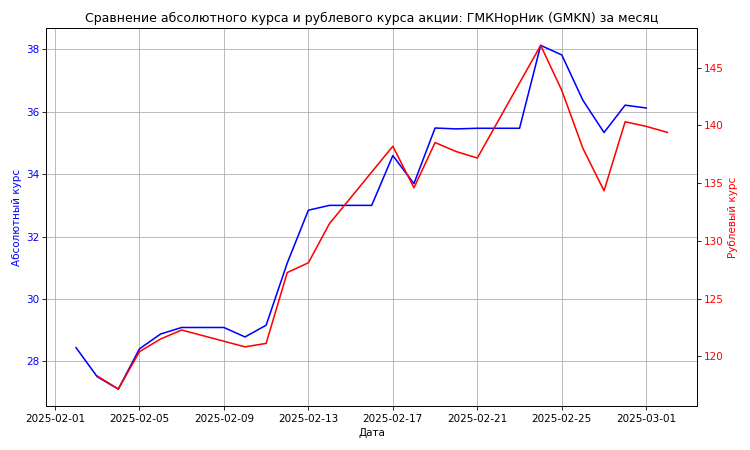 Сравнение абсолютного курса и рублевого курса акции: ГМКНорНик (GMKN) за месяц
38
36
34
32
30
28
Абсолютный курс
145
140
135
130
125
120
Рублевый курс
2025-02-01 2025-02-05 2025-02-09 2025-02-13 2025-02-17 2025-02-21 2025-02-25 2025-03-01
Дата